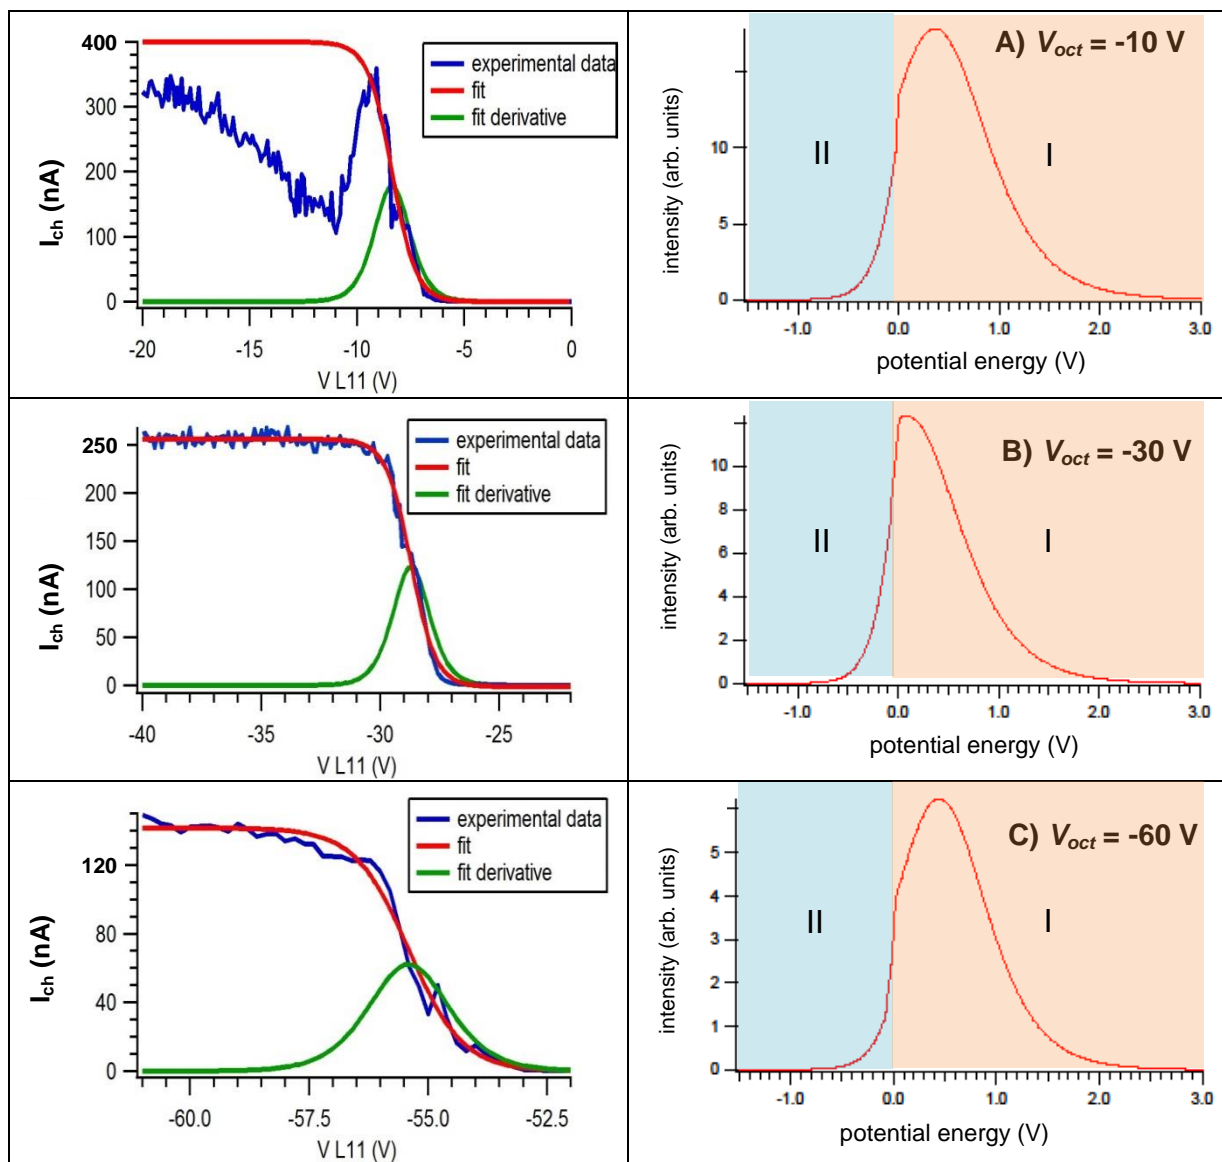 400
300
200
100
0
I_ch (nA)
experimental data
fit
fit derivative
-20 -15 -10 -5 0
V L11 (V)
A) V_oct = -10 V
10
5
0
intensity (arb. units)
II
I
-1.0 0.0 1.0 2.0 3.0
potential energy (V)
250
200
150
100
50
0
I_ch (nA)
experimental data
fit
fit derivative
-40 -35 -30 -25
V L11 (V)
B) V_oct = -30 V
10
8
6
4
2
0
intensity (arb. units)
II
I
-1.0 0.0 1.0 2.0 3.0
potential energy (V)
120
80
40
0
I_ch (nA)
experimental data
fit
fit derivative
-60.0 -57.5 -55.0 -52.5
V L11 (V)
C) V_oct = -60 V
5
4
3
2
1
0
intensity (arb. units)
II
I
-1.0 0.0 1.0 2.0 3.0
potential energy (V)